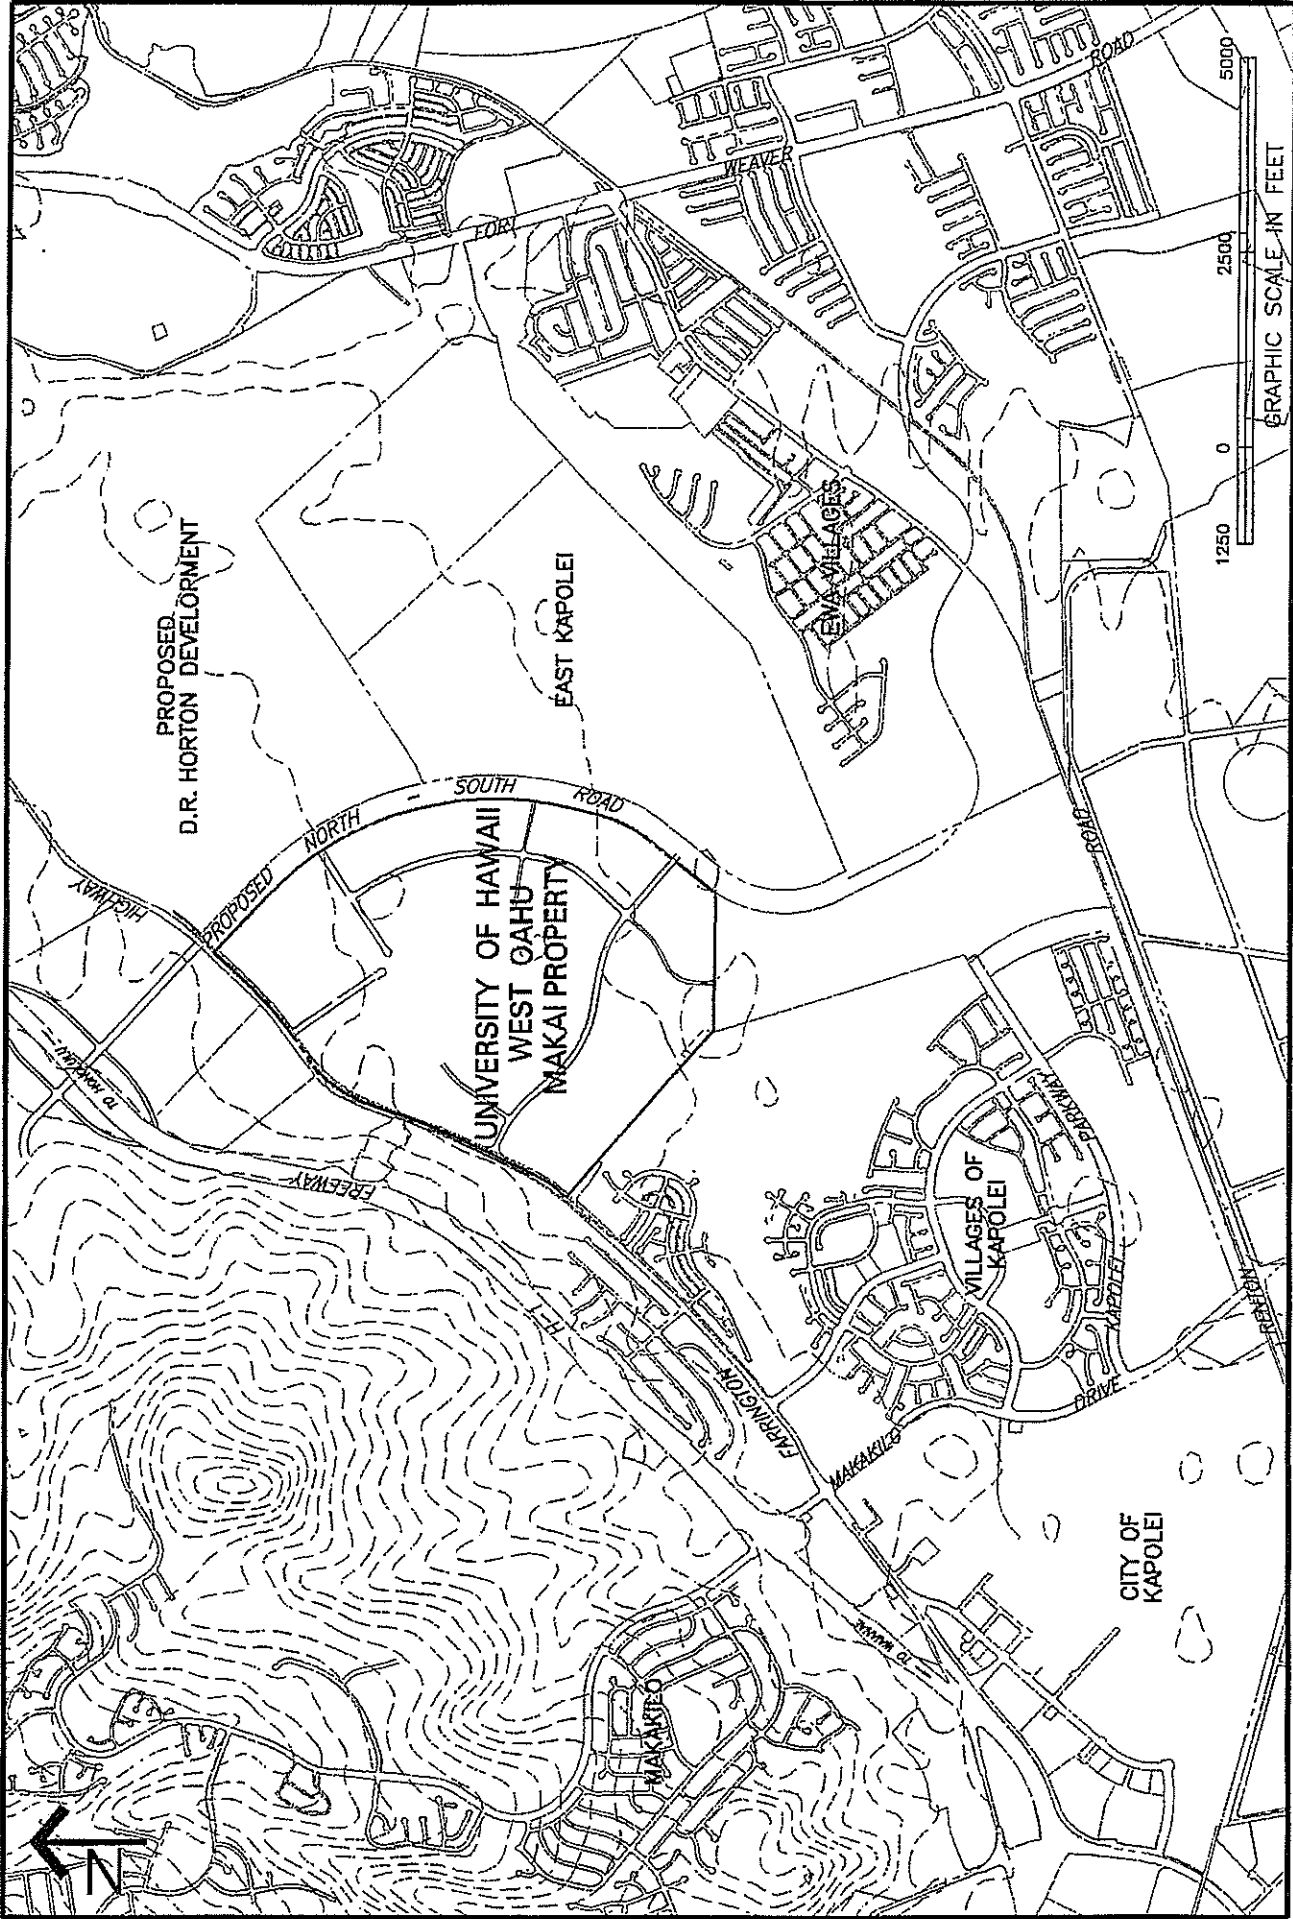 N
PROPOSED
D.R. HORTON DEVELOPMENT
HIGHWAY
TO HONOLULU
FREEWAY
PROPOSED NORTH - SOUTH ROAD
UNIVERSITY OF HAWAII
WEST OAHU
MAKAI PROPERTY
EAST KAPOLEI
FORT
WEAVER
ROAD
EWA VILLAGES
H-1
FARRINGTON
MAKAKILO
DRIVE
MAKAKILO
VILLAGES OF
KAPOLEI
KAPOLEI
PARKWAY
RENTON
ROAD
CITY OF
KAPOLEI
TO WAIANAE
1250 0 2500 5000
GRAPHIC SCALE IN FEET